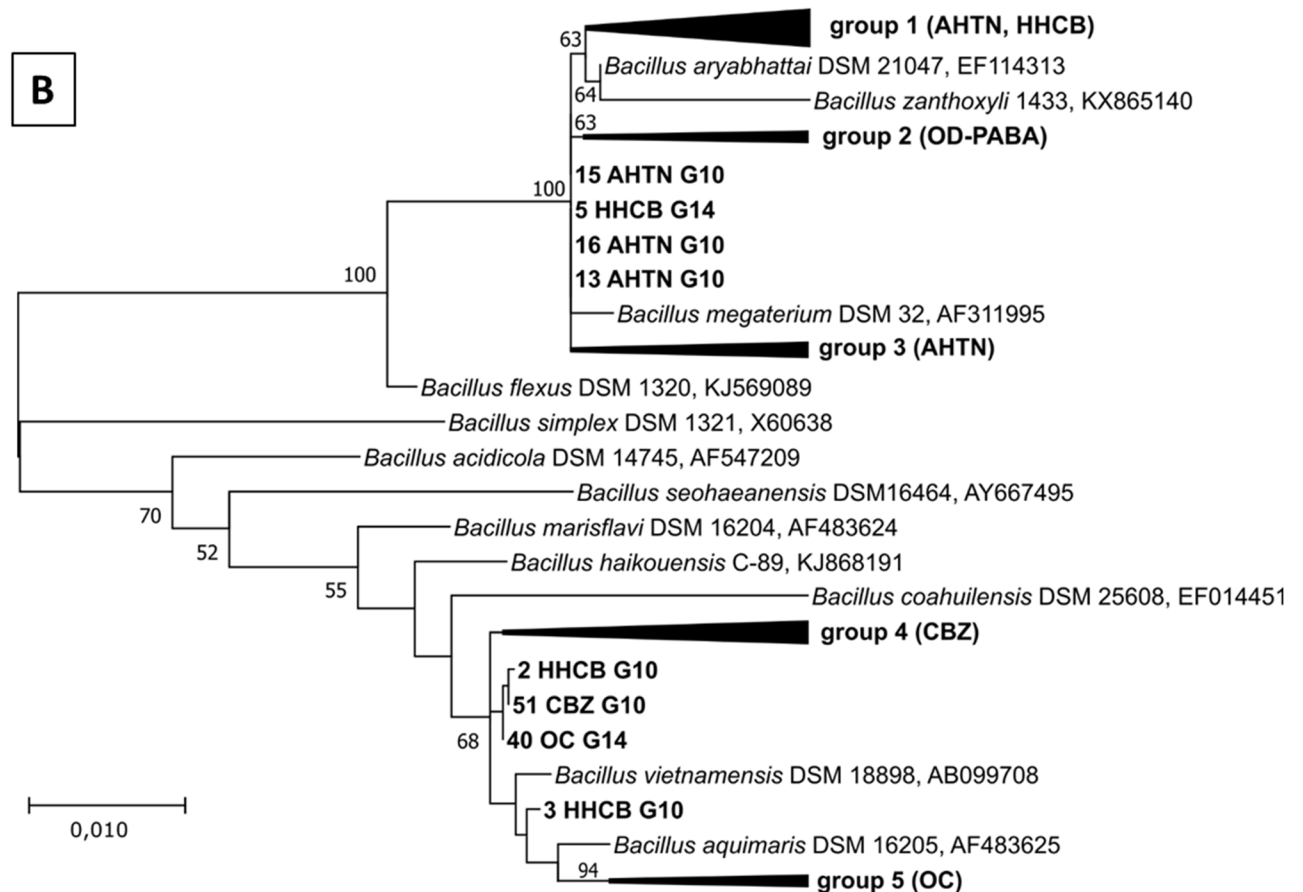 B
63
group 1 (AHTN, HHCB)
Bacillus aryabhattai DSM 21047, EF114313
64
Bacillus zanthoxyli 1433, KX865140
63
group 2 (OD-PABA)
15 AHTN G10
100
5 HHCB G14
16 AHTN G10
100
13 AHTN G10
Bacillus megaterium DSM 32, AF311995
group 3 (AHTN)
Bacillus flexus DSM 1320, KJ569089
Bacillus simplex DSM 1321, X60638
Bacillus acidicola DSM 14745, AF547209
Bacillus seohaeanensis DSM16464, AY667495
70
Bacillus marisflavi DSM 16204, AF483624
52
Bacillus haikouensis C-89, KJ868191
55
Bacillus coahuilensis DSM 25608, EF014451
group 4 (CBZ)
2 HHCB G10
51 CBZ G10
40 OC G14
68
Bacillus vietnamensis DSM 18898, AB099708
3 HHCB G10
0,010
Bacillus aquimaris DSM 16205, AF483625
94
group 5 (OC)